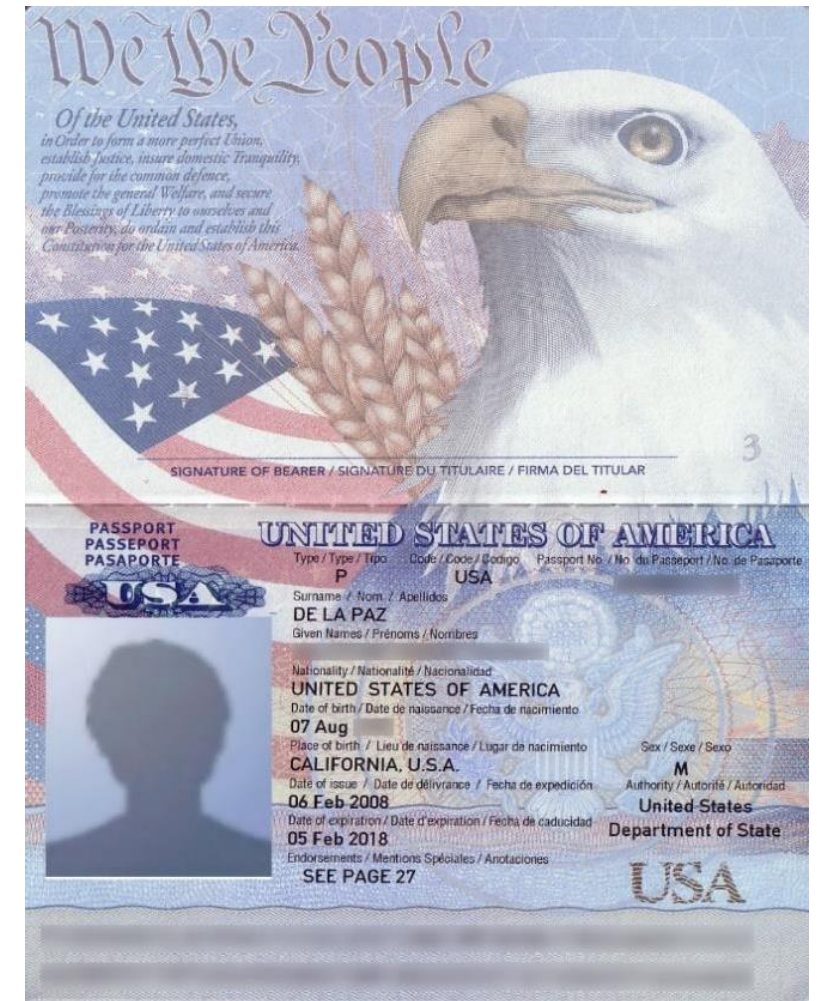 We the People
Of the United States,
in Order to form a more perfect Union,
establish Justice, insure domestic Tranquility,
provide for the common defence,
promote the general Welfare, and secure
the Blessings of Liberty to ourselves and
our Posterity, do ordain and establish this
Constitution for the United States of America.
3
SIGNATURE OF BEARER / SIGNATURE DU TITULAIRE / FIRMA DEL TITULAR
PASSPORT
PASSEPORT
PASAPORTE
USA
UNITED STATES OF AMERICA
Type / Type / Tipo Code / Code / Codigo Passport No. / No. du Passeport / No. de Pasaporte
P USA
Surname / Nom / Apellidos
DE LA PAZ
Given Names / Prénoms / Nombres
Nationality / Nationalité / Nacionalidad
UNITED STATES OF AMERICA
Date of birth / Date de naissance / Fecha de nacimiento
07 Aug
Place of birth / Lieu de naissance / Lugar de nacimiento Sex / Sexe / Sexo
CALIFORNIA, U.S.A. M
Date of issue / Date de délivrance / Fecha de expedición Authority / Autorité / Autoridad
06 Feb 2008 United States
Date of expiration / Date d'expiration / Fecha de caducidad Department of State
05 Feb 2018
Endorsements / Mentions Spéciales / Anotaciones
SEE PAGE 27
USA